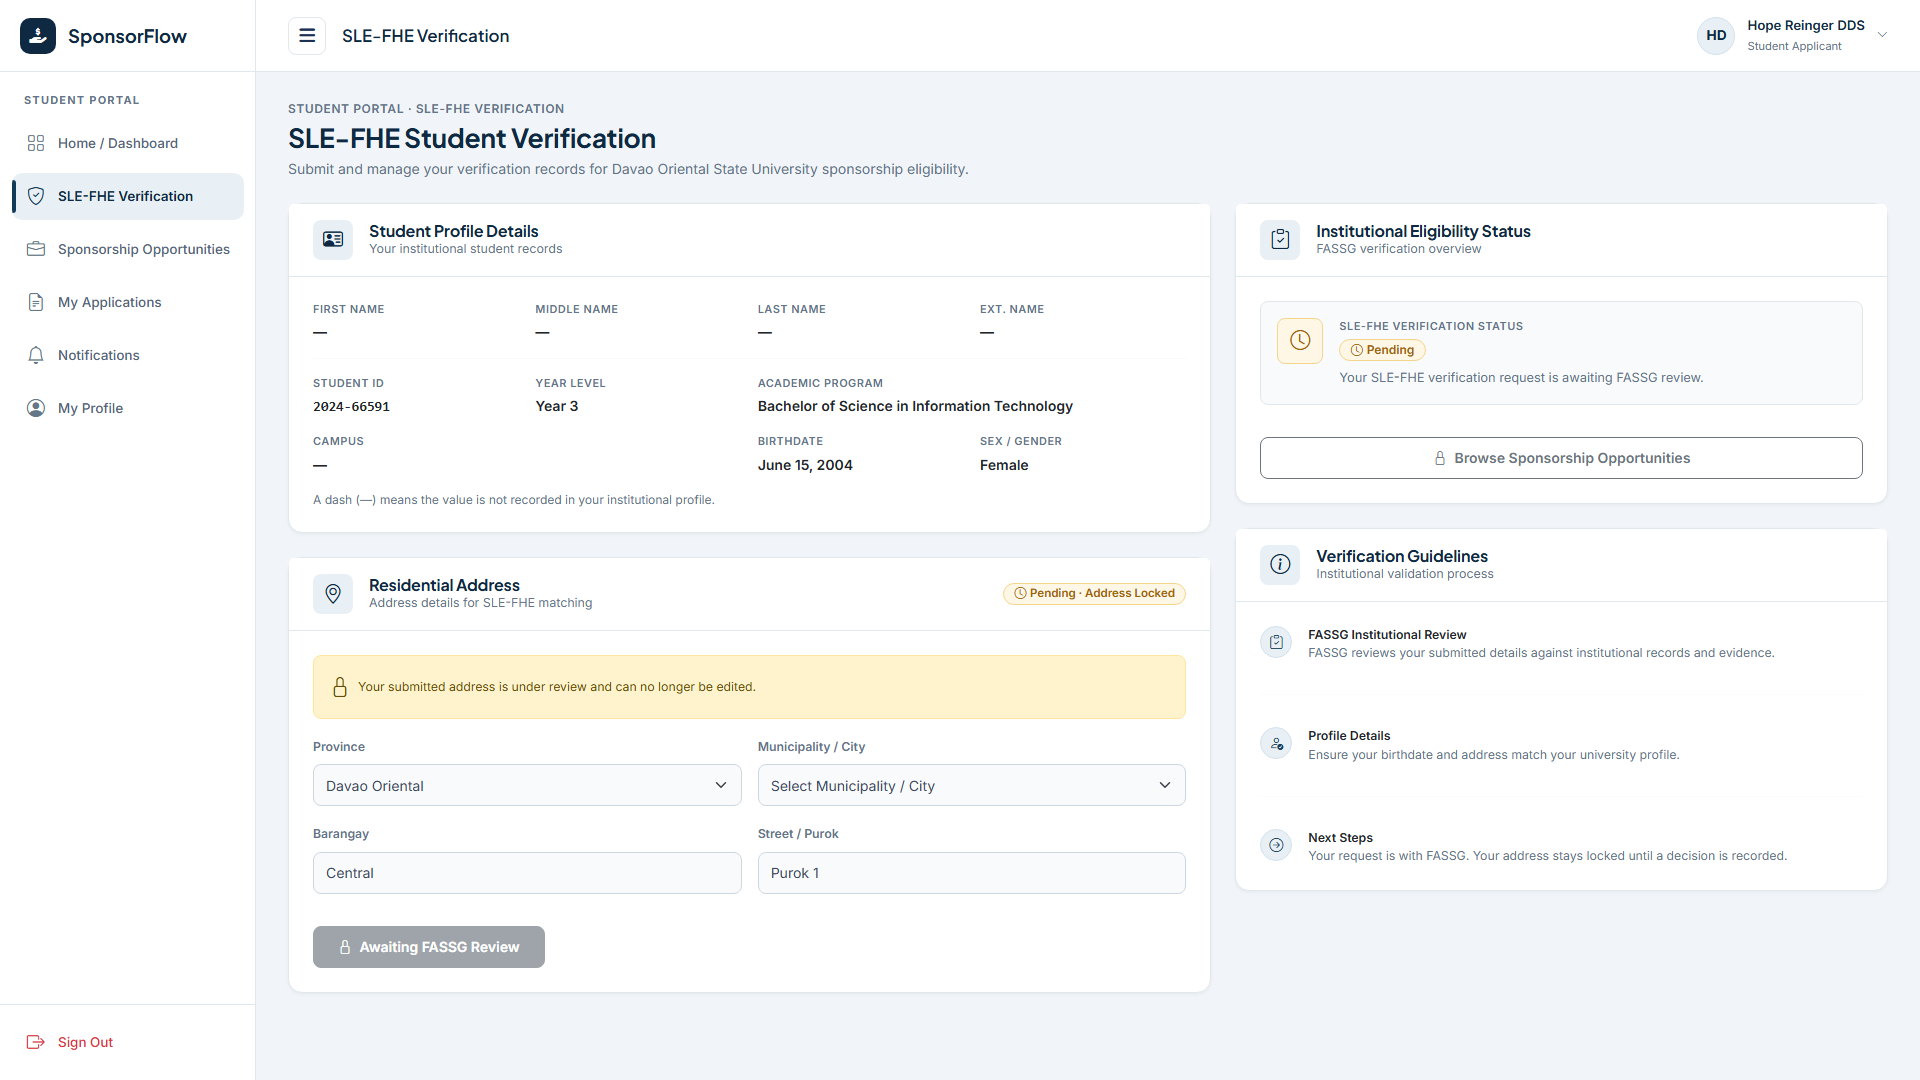 SponsorFlow
SLE-FHE Verification
HD
Hope Reinger DDS
Student Applicant
STUDENT PORTAL
Home / Dashboard
SLE-FHE Verification
Sponsorship Opportunities
My Applications
Notifications
My Profile
Sign Out
STUDENT PORTAL · SLE-FHE VERIFICATION
SLE-FHE Student Verification
Submit and manage your verification records for Davao Oriental State University sponsorship eligibility.
Student Profile Details
Your institutional student records
FIRST NAME MIDDLE NAME LAST NAME EXT. NAME
— — — —
STUDENT ID YEAR LEVEL ACADEMIC PROGRAM
2024-66591 Year 3 Bachelor of Science in Information Technology
CAMPUS BIRTHDATE SEX / GENDER
— June 15, 2004 Female
A dash (—) means the value is not recorded in your institutional profile.
Residential Address
Address details for SLE-FHE matching
Pending · Address Locked
Your submitted address is under review and can no longer be edited.
Province Municipality / City
Davao Oriental Select Municipality / City
Barangay Street / Purok
Central Purok 1
Awaiting FASSG Review
Institutional Eligibility Status
FASSG verification overview
SLE-FHE VERIFICATION STATUS
Pending
Your SLE-FHE verification request is awaiting FASSG review.
Browse Sponsorship Opportunities
Verification Guidelines
Institutional validation process
FASSG Institutional Review
FASSG reviews your submitted details against institutional records and evidence.
Profile Details
Ensure your birthdate and address match your university profile.
Next Steps
Your request is with FASSG. Your address stays locked until a decision is recorded.